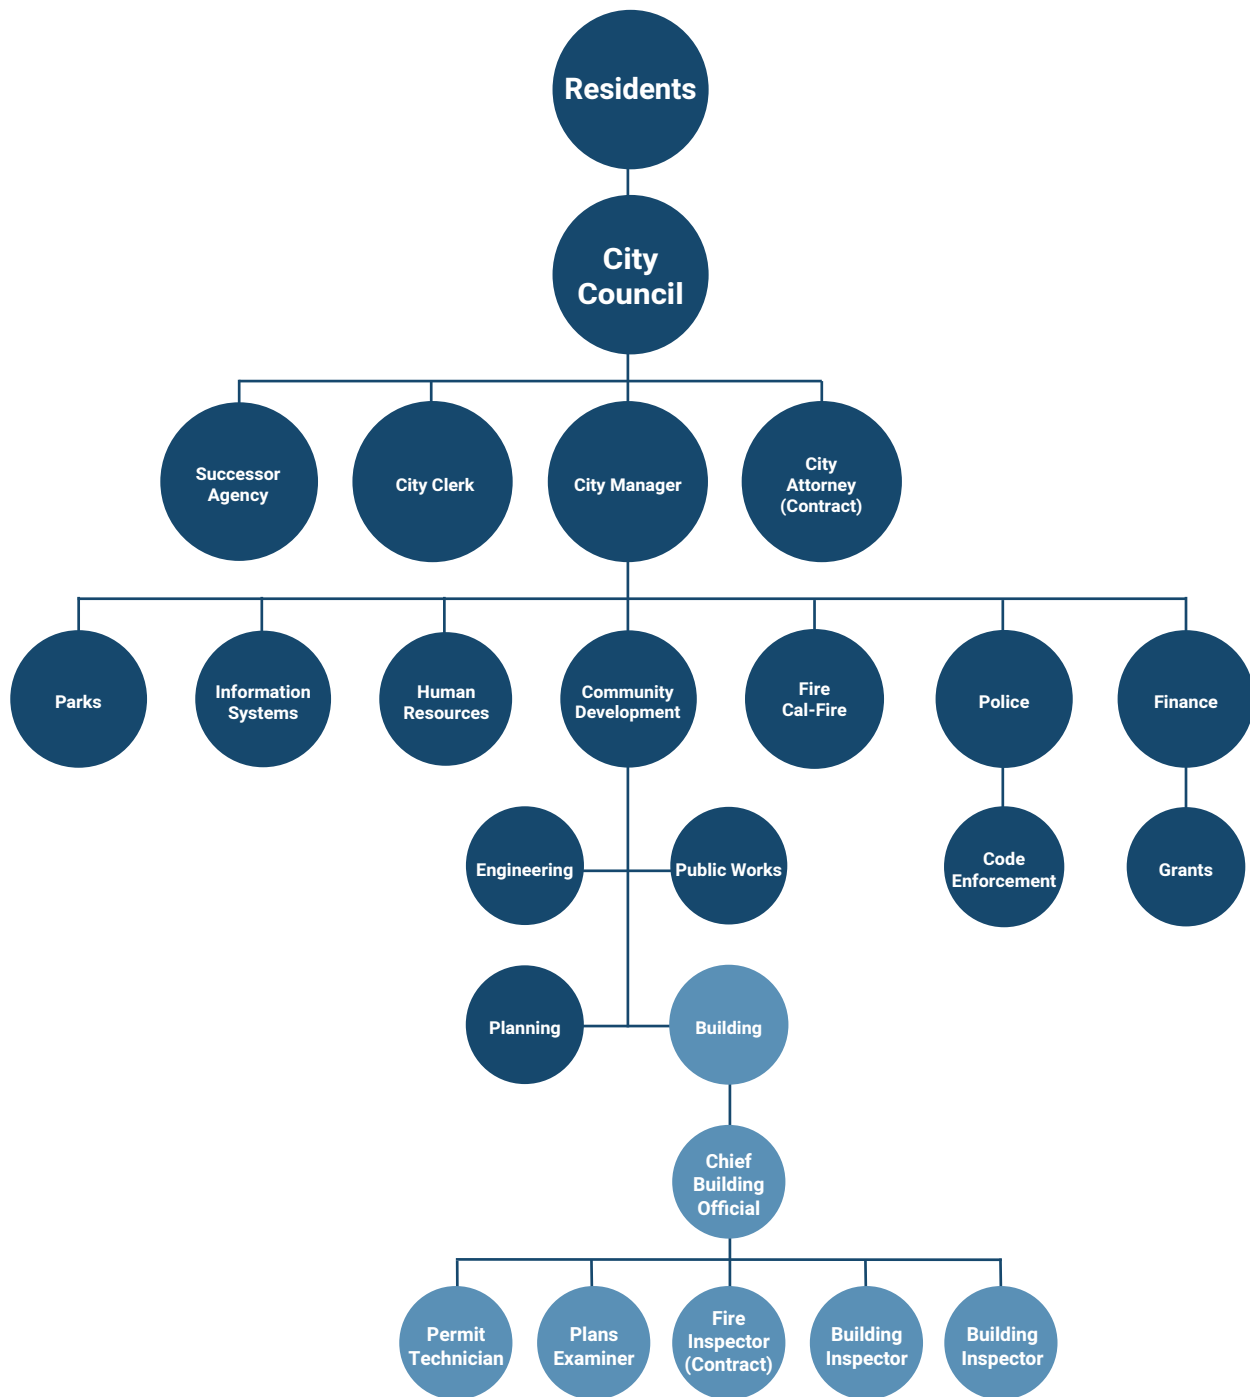 Residents
City
Council
Successor
Agency
City Clerk
City Manager
City
Attorney
(Contract)
Parks
Information
Systems
Human
Resources
Community
Development
Fire
Cal-Fire
Police
Finance
Engineering
Public Works
Code
Enforcement
Grants
Planning
Building
Chief
Building
Official
Permit
Technician
Plans
Examiner
Fire
Inspector
(Contract)
Building
Inspector
Building
Inspector